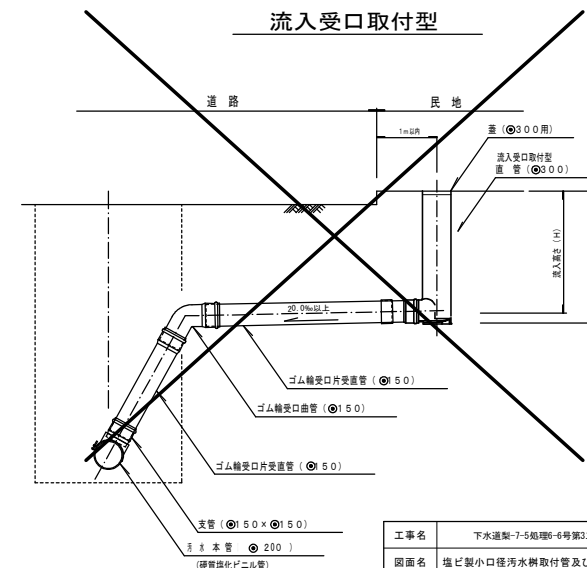 流入受口取付型
道 路
民 地
1m以内
蓋 (◉300用)
流入受口取付型
直 管 (◉300)
流入高さ (H)
20.0‰以上
ゴム輪受口片受直管 (◉150)
ゴム輪受口曲管 (◉150)
ゴム輪受口片受直管 (◉150)
支管 (◉150 × ◉150)
汚 水 本 管 ◉ 200 )
(硬質塩化ビニル管)
工事名 下水道梨-7-5処理6-6号第3
図面名 塩ビ製小口径汚水桝取付管及び